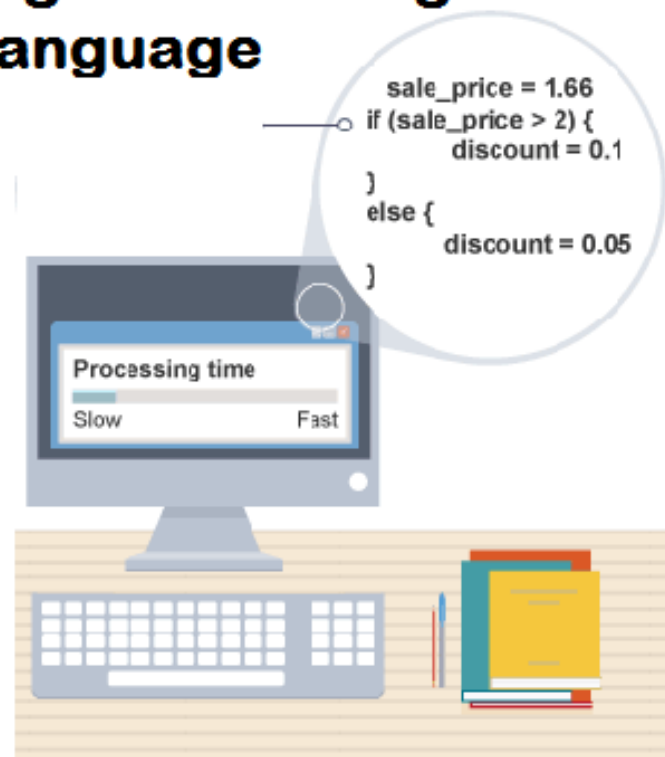 anguage
sale_price = 1.66
if (sale_price > 2) {
discount = 0.1
}
else {
discount = 0.05
}
Processing time
Slow Fast